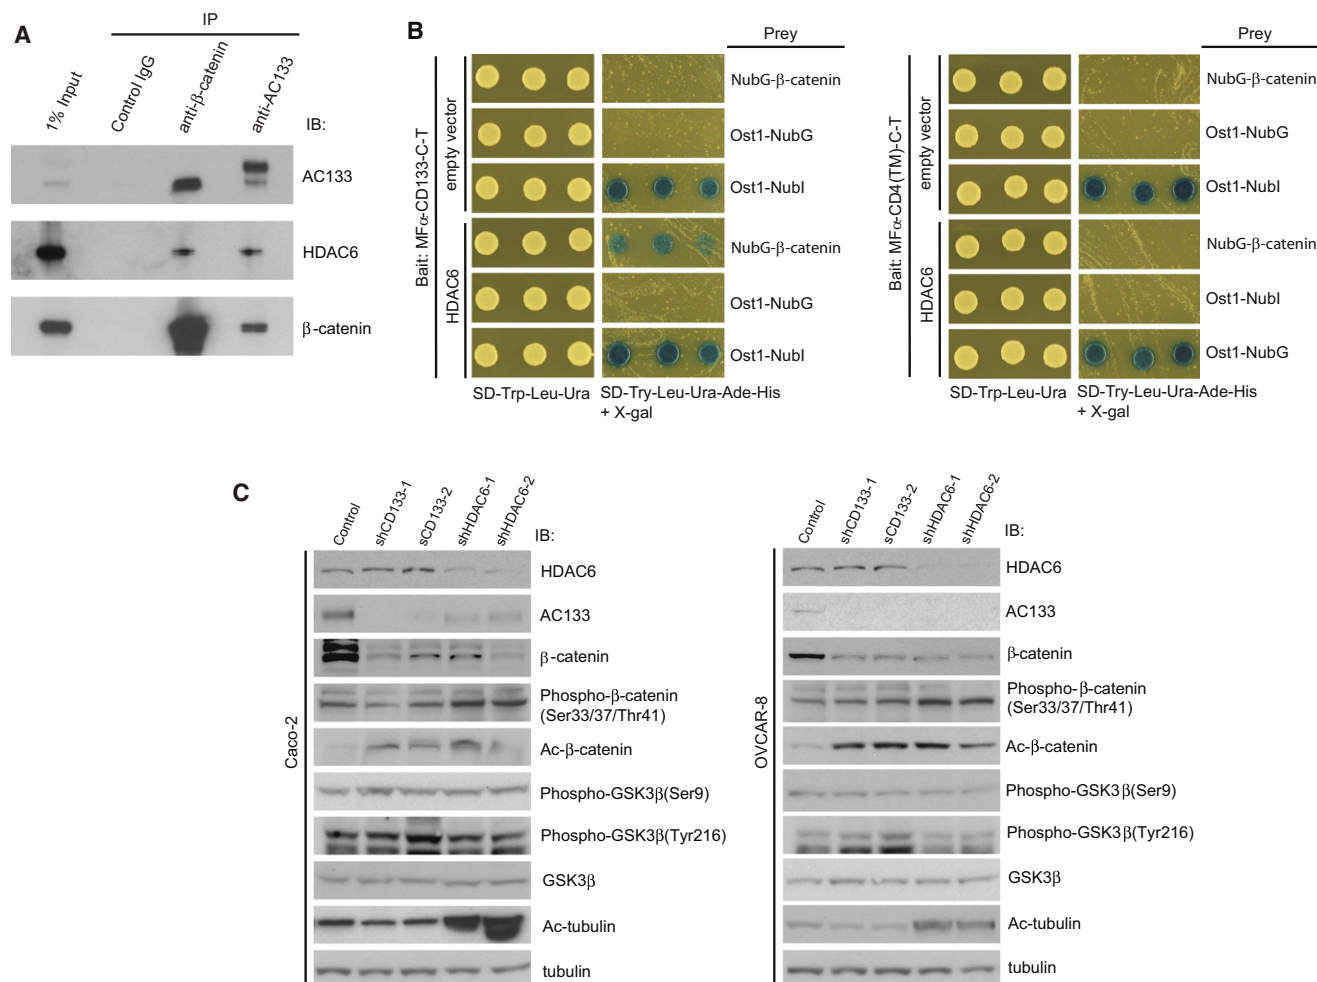 A
IP
1% Input
Control IgG
anti-β-catenin
anti-AC133
IB:
AC133
HDAC6
β-catenin
B
Prey
Bait: MFα-CD133-C-T
empty vector
HDAC6
NubG-β-catenin
Ost1-NubG
Ost1-NubI
NubG-β-catenin
Ost1-NubG
Ost1-NubI
SD-Trp-Leu-Ura
SD-Try-Leu-Ura-Ade-His
+ X-gal
Prey
Bait: MFα-CD4(TM)-C-T
empty vector
HDAC6
NubG-β-catenin
Ost1-NubG
Ost1-NubI
NubG-β-catenin
Ost1-NubI
Ost1-NubG
SD-Trp-Leu-Ura
SD-Try-Leu-Ura-Ade-His
+ X-gal
C
Control
shCD133-1
sCD133-2
shHDAC6-1
shHDAC6-2
IB:
Caco-2
HDAC6
AC133
β-catenin
Phospho-β-catenin
(Ser33/37/Thr41)
Ac-β-catenin
Phospho-GSK3β(Ser9)
Phospho-GSK3β(Tyr216)
GSK3β
Ac-tubulin
tubulin
Control
shCD133-1
sCD133-2
shHDAC6-1
shHDAC6-2
IB:
OVCAR-8
HDAC6
AC133
β-catenin
Phospho-β-catenin
(Ser33/37/Thr41)
Ac-β-catenin
Phospho-GSK3β(Ser9)
Phospho-GSK3β(Tyr216)
GSK3β
Ac-tubulin
tubulin